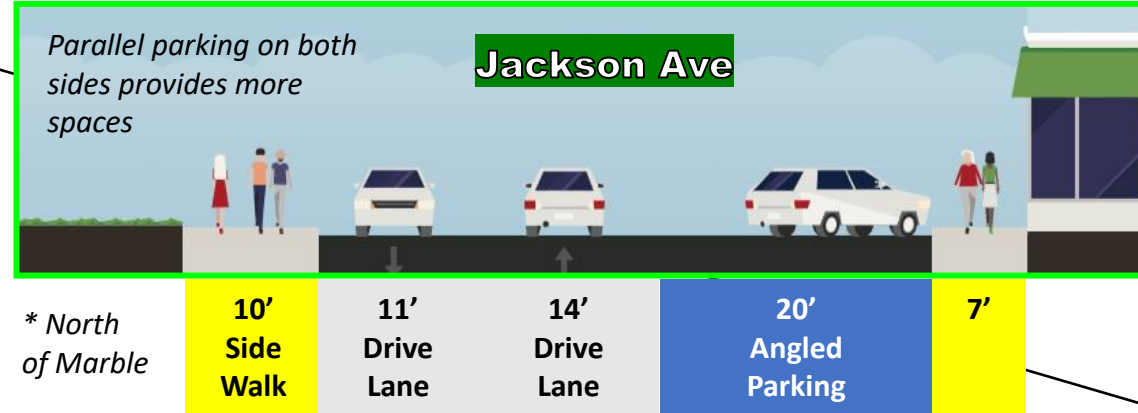 Parallel parking on both
sides provides more
spaces
Jackson Ave
* North
of Marble
10’
Side
Walk
11’
Drive
Lane
14’
Drive
Lane
20’
Angled
Parking
7’